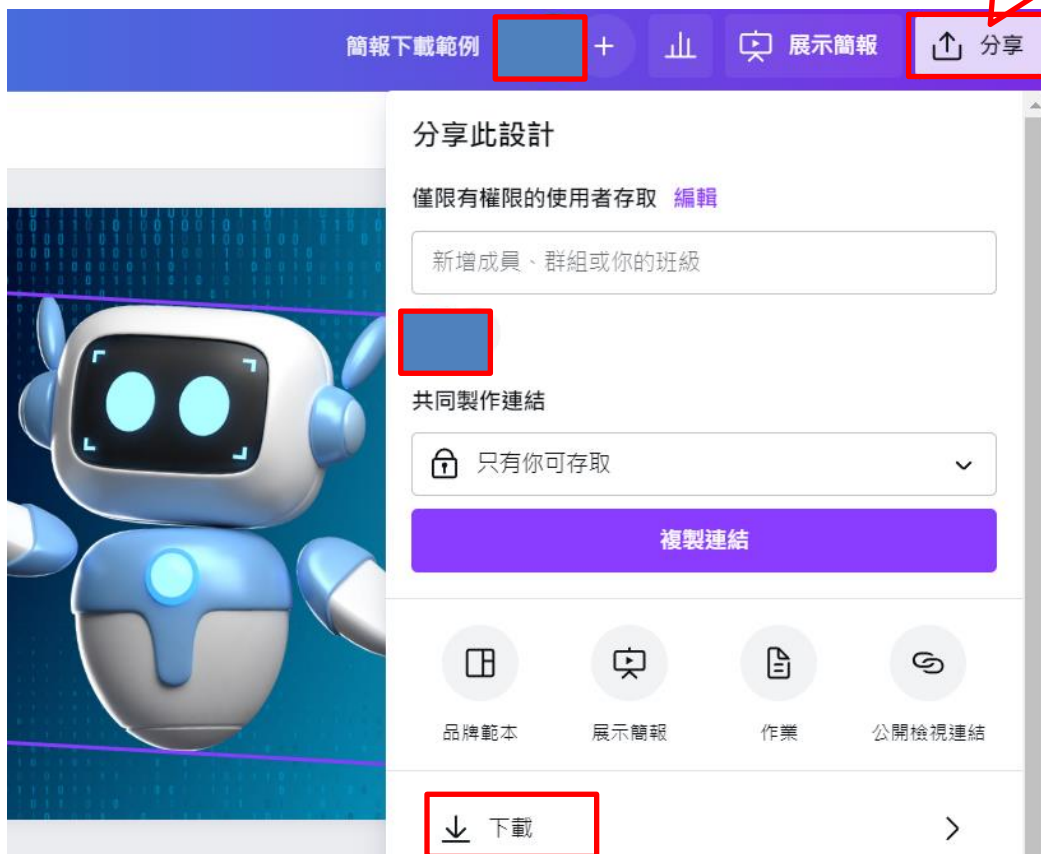 簡報下載範例 + 展示簡報 分享
分享此設計
僅限有權限的使用者存取 編輯
新增成員、群組或你的班級
共同製作連結
只有你可存取
複製連結
品牌範本 展示簡報 作業 公開檢視連結
下載